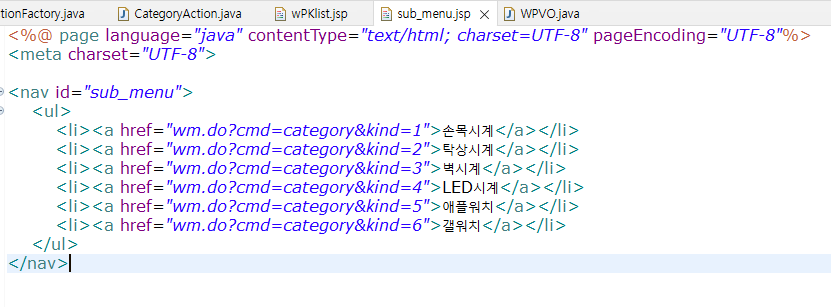 tionFactory.java CategoryAction.java wPKlist.jsp sub_menu.jsp WPVO.java
<%@ page language="java" contentType="text/html; charset=UTF-8" pageEncoding="UTF-8"%>
<meta charset="UTF-8">
<nav id="sub_menu">
<ul>
<li><a href="wm.do?cmd=category&kind=1">손목시계</a></li>
<li><a href="wm.do?cmd=category&kind=2">탁상시계</a></li>
<li><a href="wm.do?cmd=category&kind=3">벽시계</a></li>
<li><a href="wm.do?cmd=category&kind=4">LED시계</a></li>
<li><a href="wm.do?cmd=category&kind=5">애플워치</a></li>
<li><a href="wm.do?cmd=category&kind=6">갤워치</a></li>
</ul>
</nav>